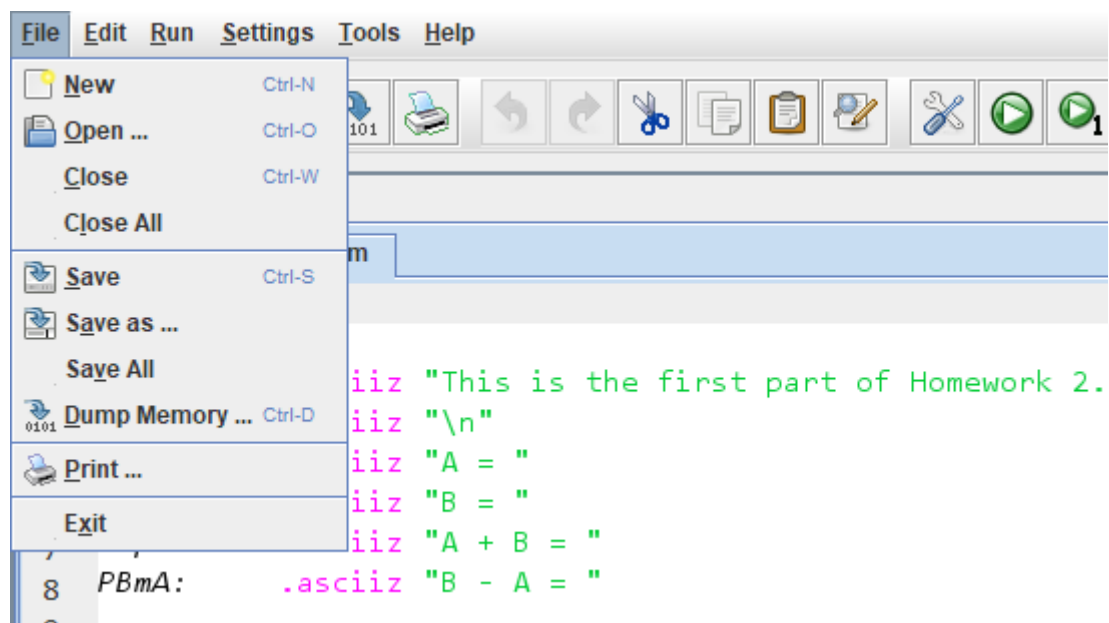 File Edit Run Settings Tools Help
New Ctrl-N
Open ... Ctrl-O
Close Ctrl-W
Close All
Save Ctrl-S
Save as ...
Save All
Dump Memory ... Ctrl-D
Print ...
Exit
101
1
m
0101
iiz "This is the first part of Homework 2.
iiz "\n"
iiz "A = "
iiz "B = "
iiz "A + B = "
8 PBmA: .asciiz "B - A = "